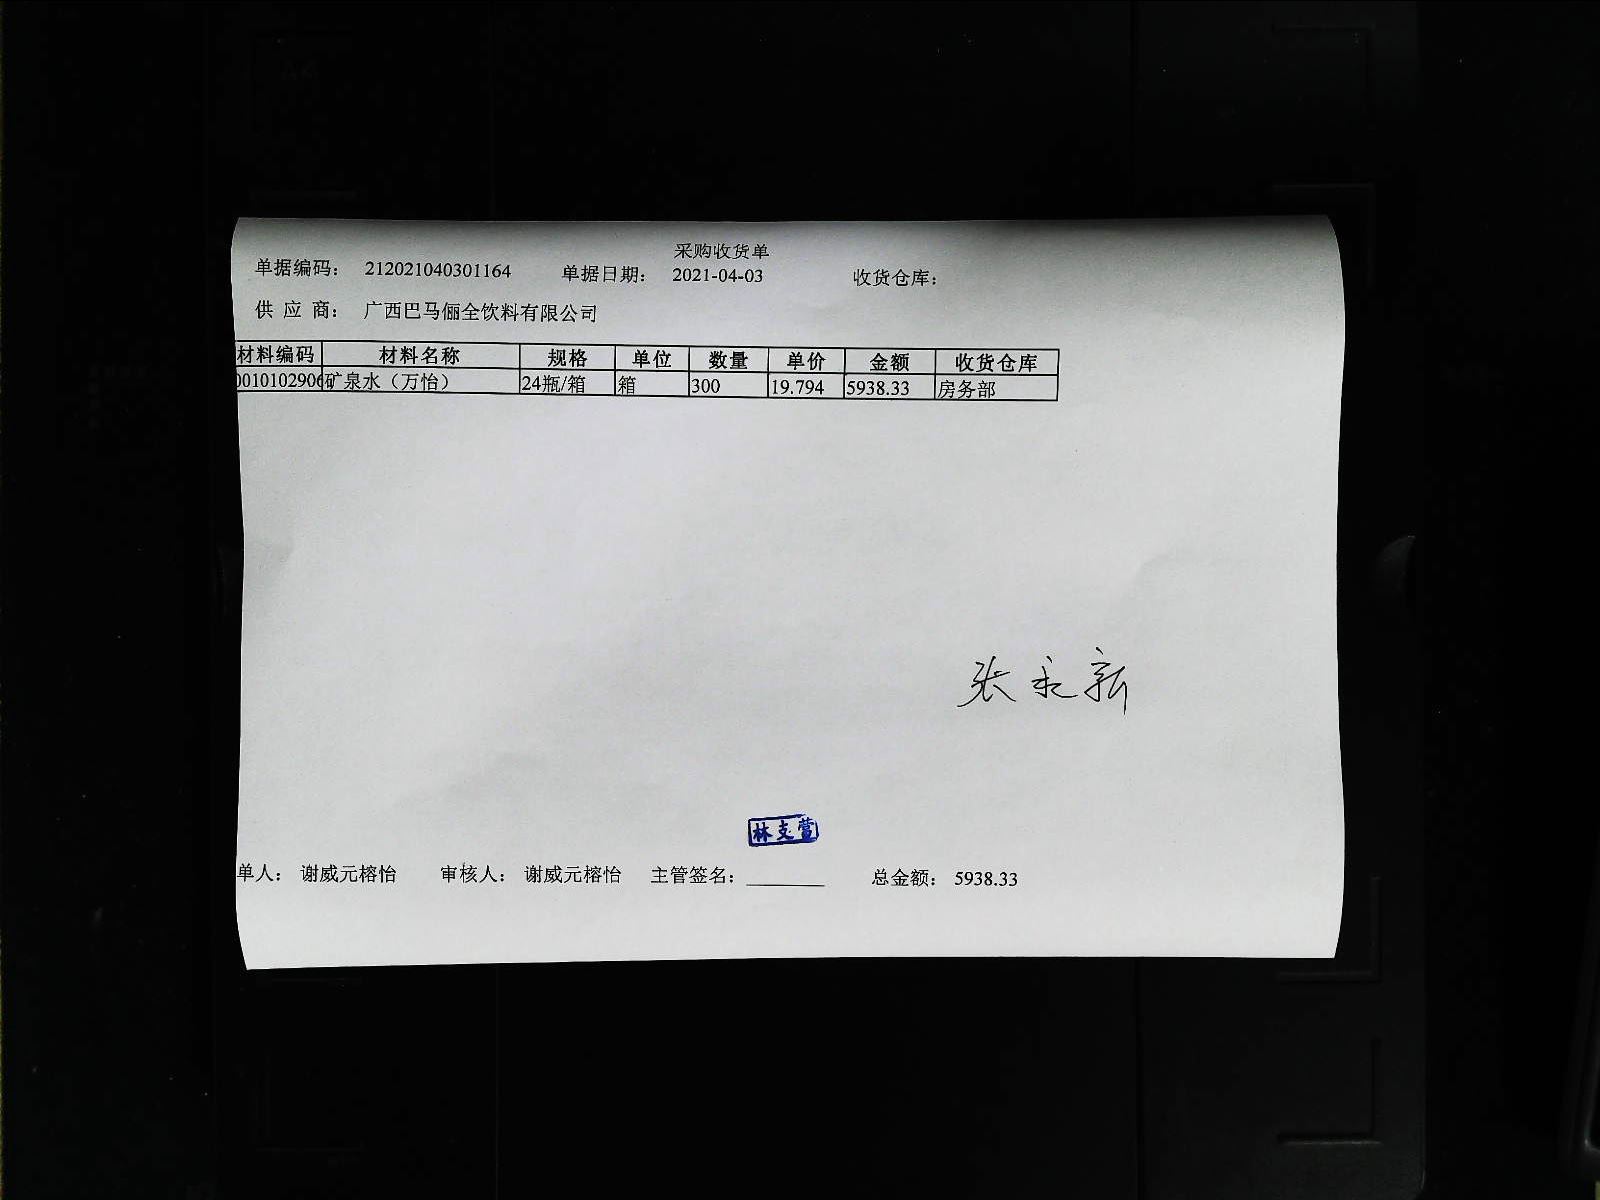 采购收货单
单据编码： 212021040301164 单据日期： 2021-04-03 收货仓库：
供 应 商： 广西巴马俪全饮料有限公司
材料编码 材料名称 规格 单位 数量 单价 金额 收货仓库
0010102906 矿泉水（万怡） 24瓶/箱 箱 300 19.794 5938.33 房务部
张永新
林支营
单人： 谢威元榕怡 审核人： 谢威元榕怡 主管签名：________ 总金额： 5938.33